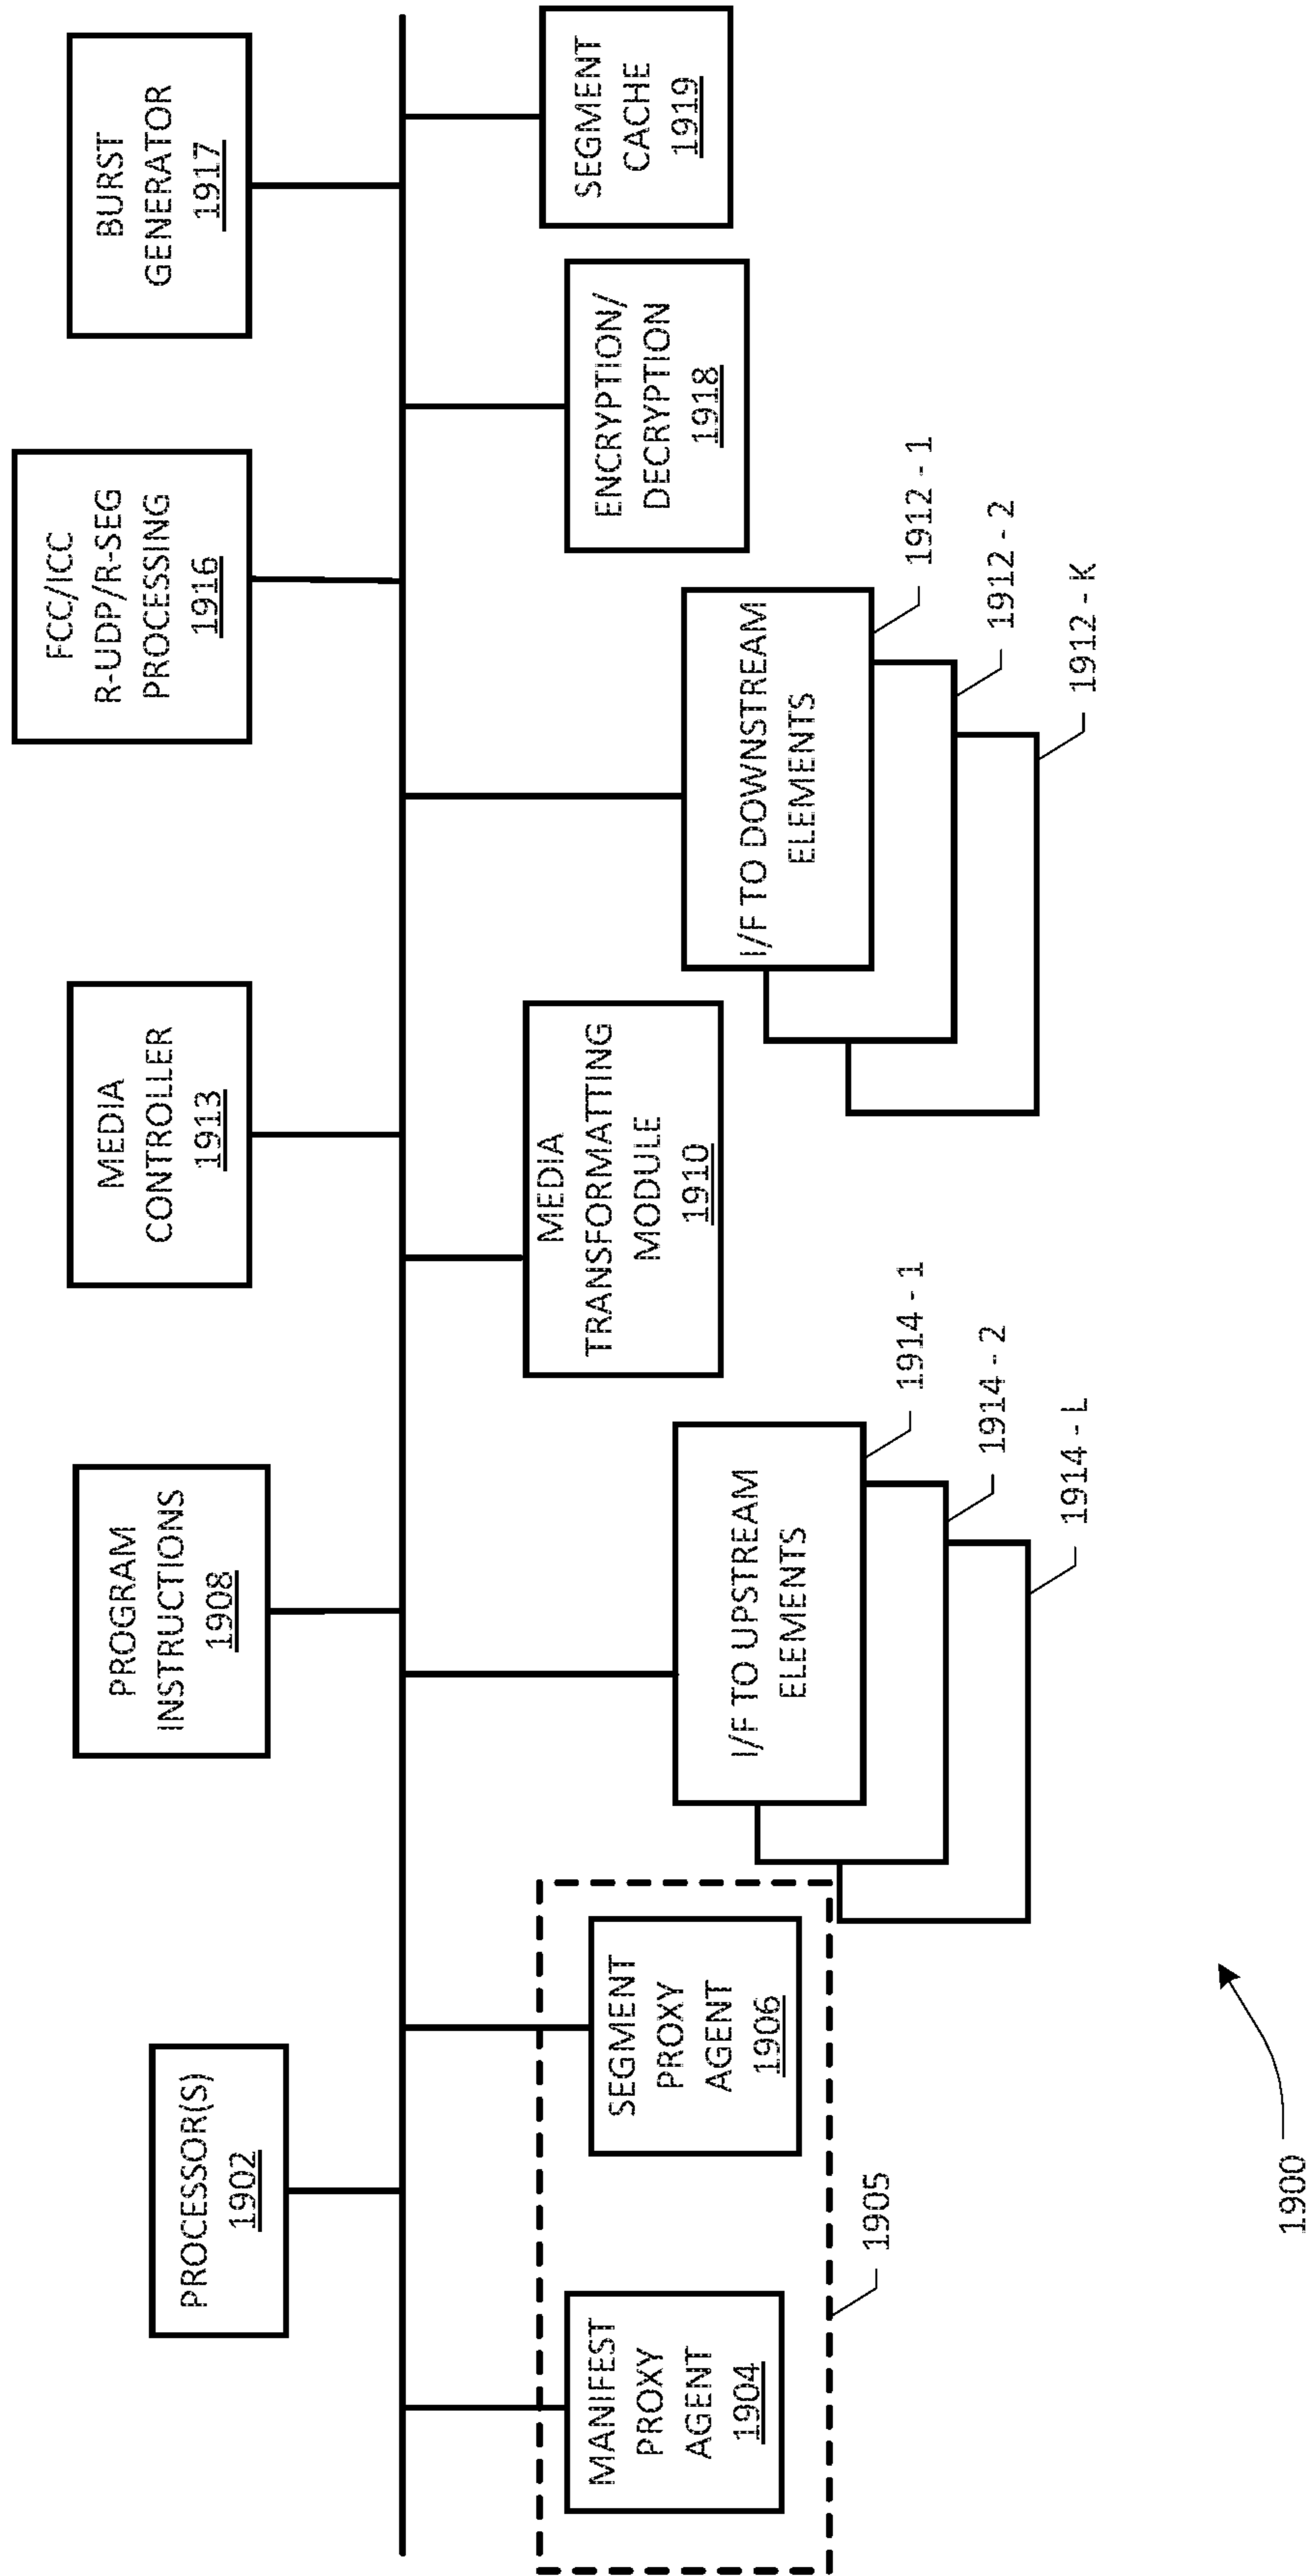 PROCESSOR(S)
1902
PROGRAM
INSTRUCTIONS
1908
MEDIA
CONTROLLER
1913
FCC/ICC
R-UDP/R-SEG
PROCESSING
1916
BURST
GENERATOR
1917
MANIFEST
PROXY
AGENT
1904
SEGMENT
PROXY
AGENT
1906
1905
I/F TO UPSTREAM
ELEMENTS
1914 - 1
1914 - 2
1914 - L
MEDIA
TRANSFORMATTING
MODULE
1910
I/F TO DOWNSTREAM
ELEMENTS
1912 - 1
1912 - 2
1912 - K
ENCRYPTION/
DECRYPTION
1918
SEGMENT
CACHE
1919
1900